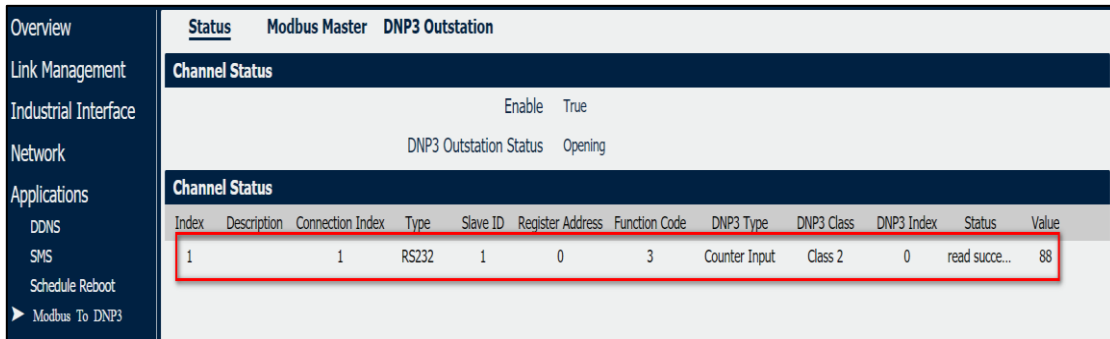 Overview
Link Management
Industrial Interface
Network
Applications
DDNS
SMS
Schedule Reboot
Modbus To DNP3
Status Modbus Master DNP3 Outstation
Channel Status
Enable True
DNP3 Outstation Status Opening
Channel Status
Index Description Connection Index Type Slave ID Register Address Function Code DNP3 Type DNP3 Class DNP3 Index Status Value
1 1 RS232 1 0 3 Counter Input Class 2 0 read succe... 88